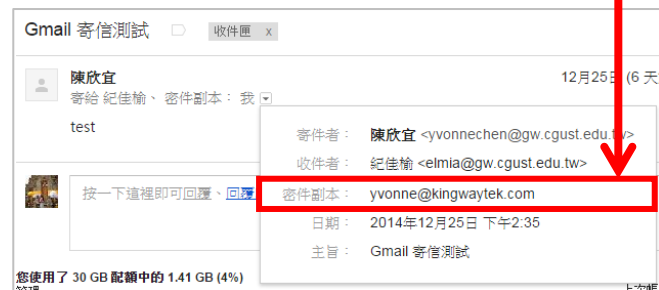 Gmail 寄信測試 收件匣 x
陳欣宜 12月25日 (6 天
寄給 紀佳榆、 密件副本： 我
test
寄件者： 陳欣宜 <yvonnechen@gw.cgust.edu.tw>
收件者： 紀佳榆 <elmia@gw.cgust.edu.tw>
按一下這裡即可回覆、回覆
密件副本： yvonne@kingwaytek.com
日期： 2014年12月25日 下午2:35
主旨： Gmail 寄信測試
您使用了 30 GB 配額中的 1.41 GB (4%)